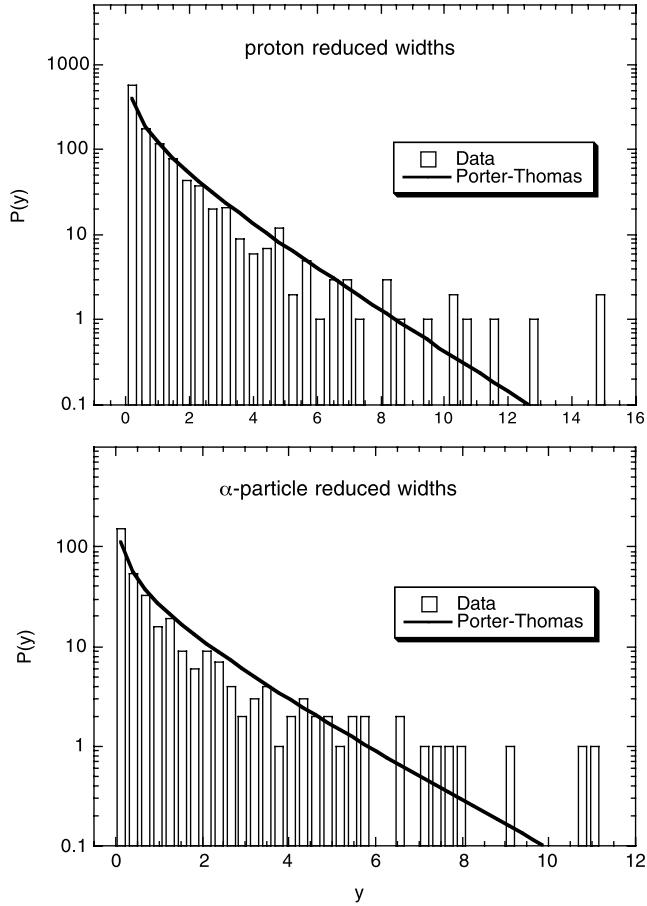 proton reduced widths
1000
100
10
1
0.1
P(y)
Data
Porter-Thomas
0 2 4 6 8 10 12 14 16
α-particle reduced widths
100
10
1
0.1
P(y)
Data
Porter-Thomas
0 2 4 6 8 10 12
y